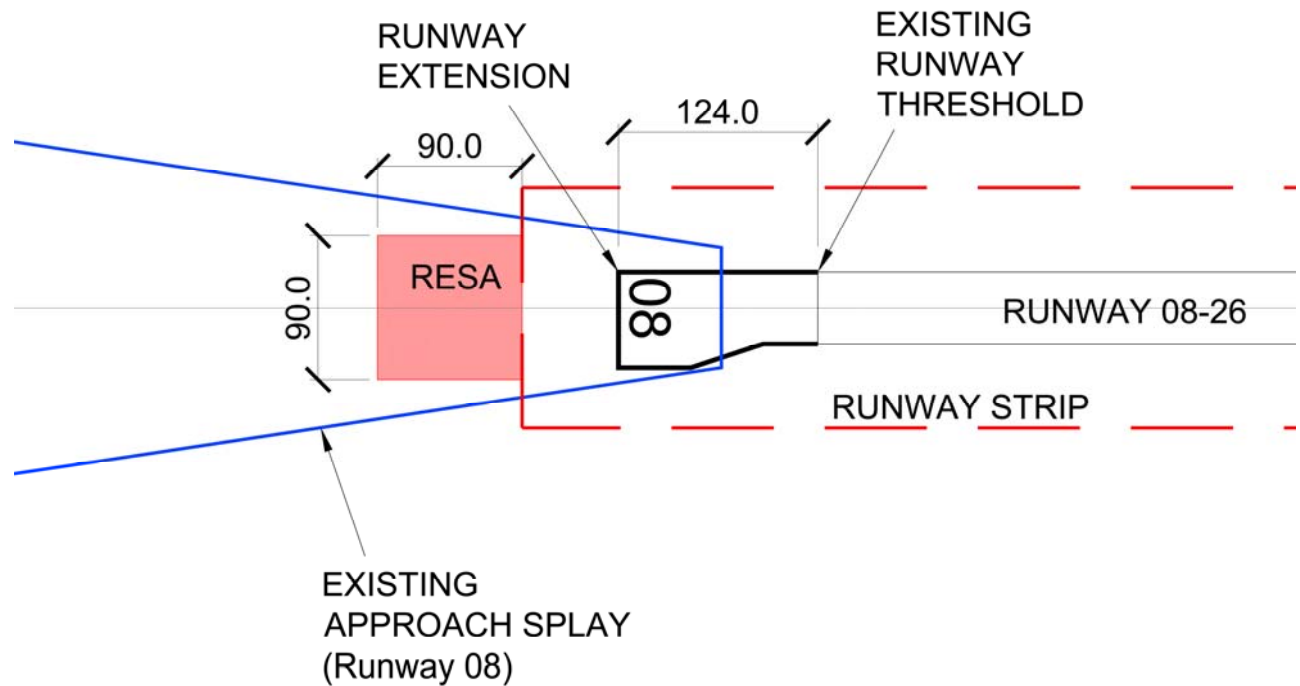 RUNWAY
EXTENSION
EXISTING
RUNWAY
THRESHOLD
124.0
90.0
RESA
90.0
08
RUNWAY 08-26
RUNWAY STRIP
EXISTING
APPROACH SPLAY
(Runway 08)